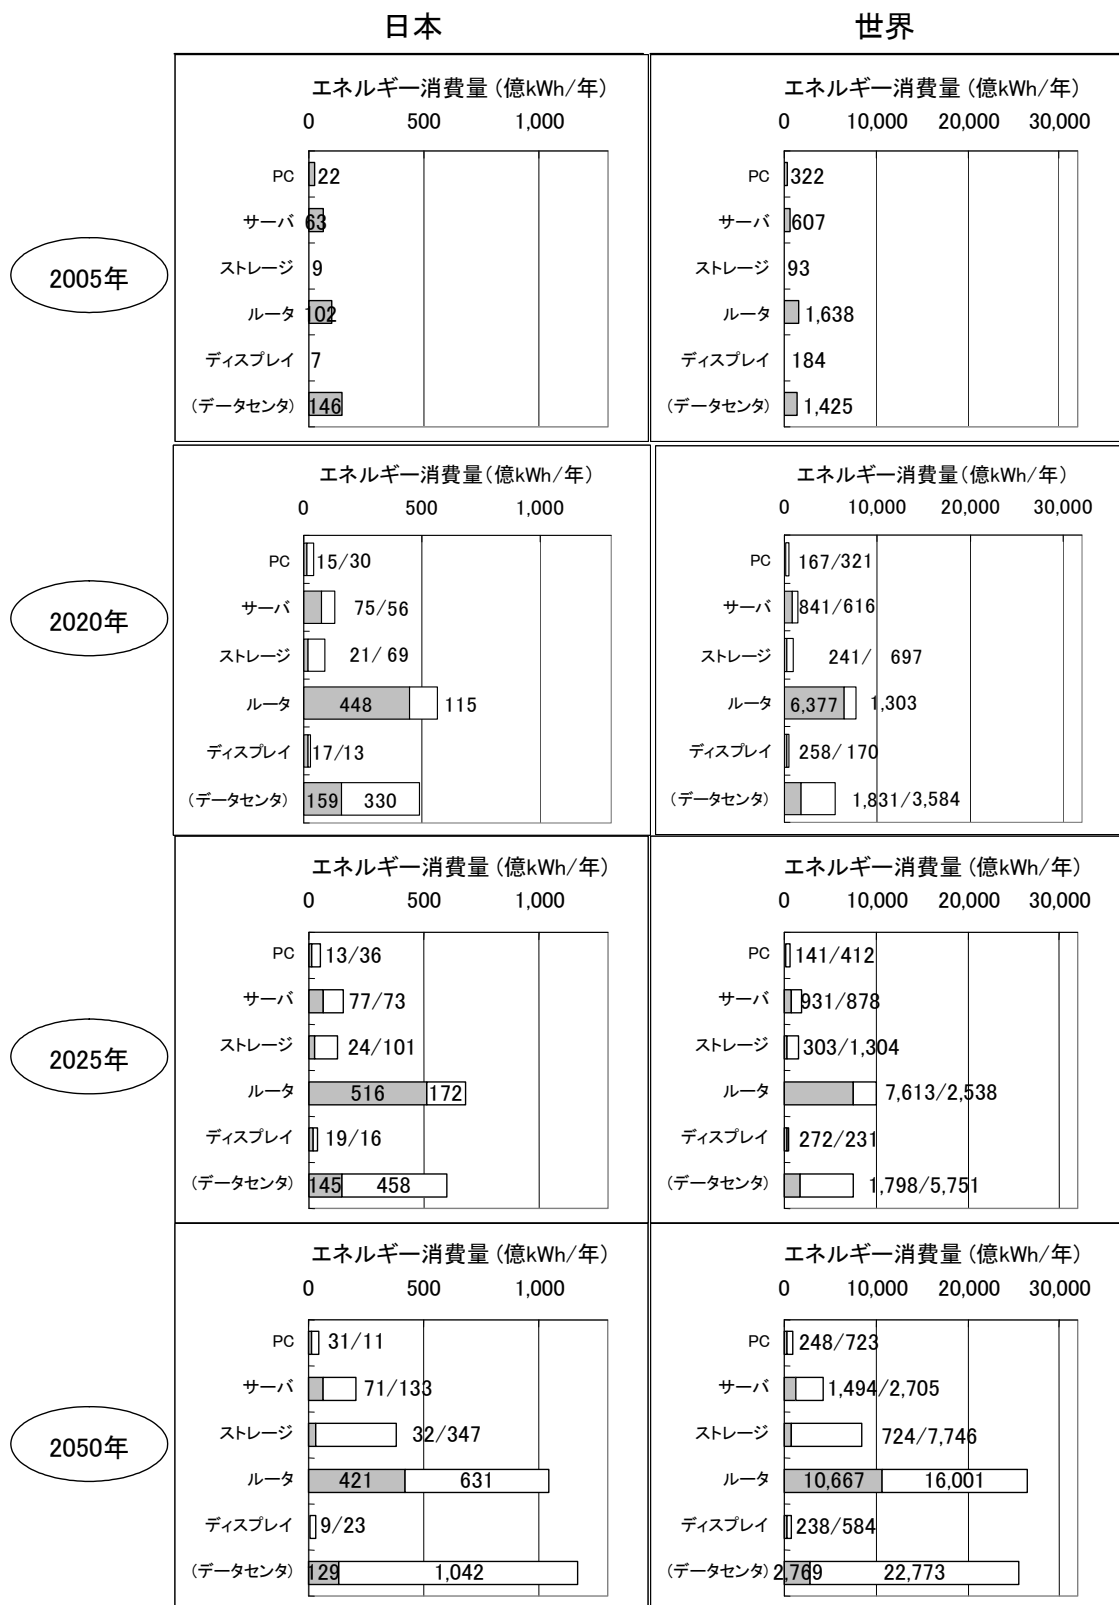 日本
世界
2005年
エネルギー消費量(億kWh/年)
0 500 1,000
PC 22
サーバ 63
ストレージ 9
ルータ 102
ディスプレイ 7
(データセンタ) 146
エネルギー消費量(億kWh/年)
0 10,000 20,000 30,000
PC 322
サーバ 607
ストレージ 93
ルータ 1,638
ディスプレイ 184
(データセンタ) 1,425
2020年
エネルギー消費量(億kWh/年)
0 500 1,000
PC 15/30
サーバ 75/56
ストレージ 21/ 69
ルータ 448 115
ディスプレイ 17/13
(データセンタ) 159 330
エネルギー消費量(億kWh/年)
0 10,000 20,000 30,000
PC 167/321
サーバ 841/616
ストレージ 241/ 697
ルータ 6,377 1,303
ディスプレイ 258/170
(データセンタ) 1,831/3,584
2025年
エネルギー消費量(億kWh/年)
0 500 1,000
PC 13/36
サーバ 77/73
ストレージ 24/101
ルータ 516 172
ディスプレイ 19/16
(データセンタ) 145 458
エネルギー消費量(億kWh/年)
0 10,000 20,000 30,000
PC 141/412
サーバ 931/878
ストレージ 303/1,304
ルータ 7,613/2,538
ディスプレイ 272/231
(データセンタ) 1,798/5,751
2050年
エネルギー消費量(億kWh/年)
0 500 1,000
PC 31/11
サーバ 71/133
ストレージ 32/347
ルータ 421 631
ディスプレイ 9/23
(データセンタ) 129 1,042
エネルギー消費量(億kWh/年)
0 10,000 20,000 30,000
PC 248/723
サーバ 1,494/2,705
ストレージ 724/7,746
ルータ 10,667 16,001
ディスプレイ 238/584
(データセンタ) 2,769 22,773